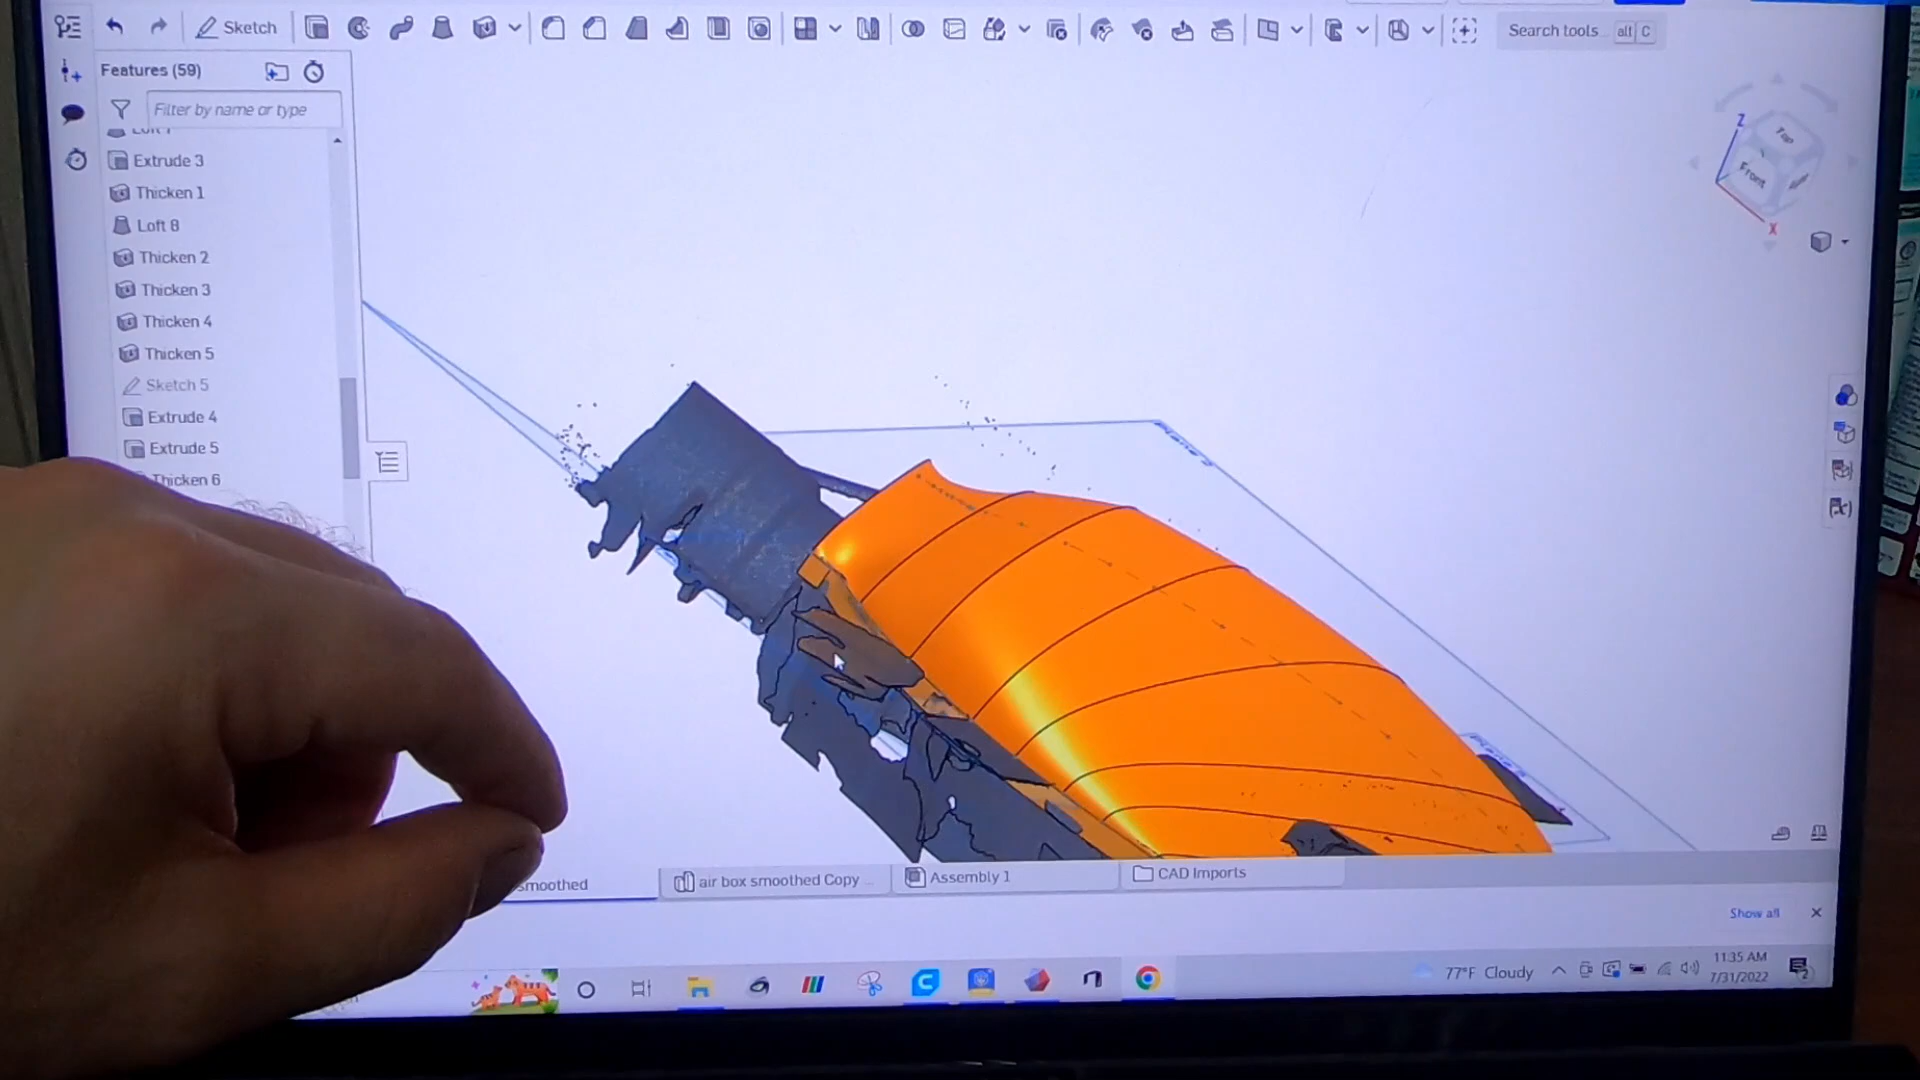 Sketch
Search tools
alt C
Features (59)
Filter by name or type
Extrude 3
Thicken 1
Loft 8
Thicken 2
Thicken 3
Thicken 4
Thicken 5
Sketch 5
Extrude 4
Extrude 5
Thicken 6
Z
Top
Front
X
smoothed
air box smoothed Copy ...
Assembly 1
CAD Imports
Show all
77°F Cloudy
11:35 AM
7/31/2022